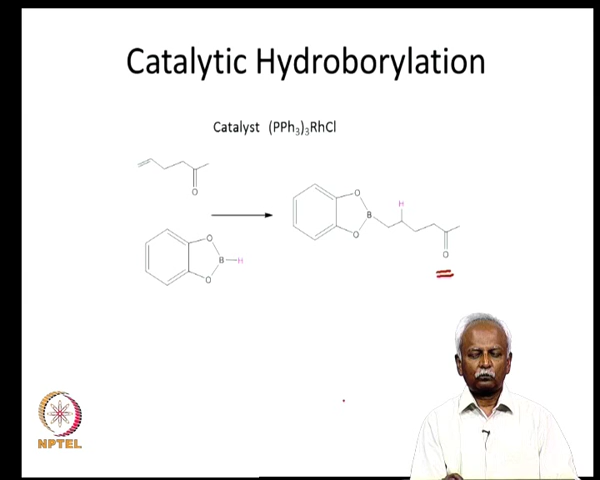 Catalytic Hydroborylation
Catalyst (PPh3)3RhCl
O
O
B—H
O
O
B
O
H
O
NPTEL